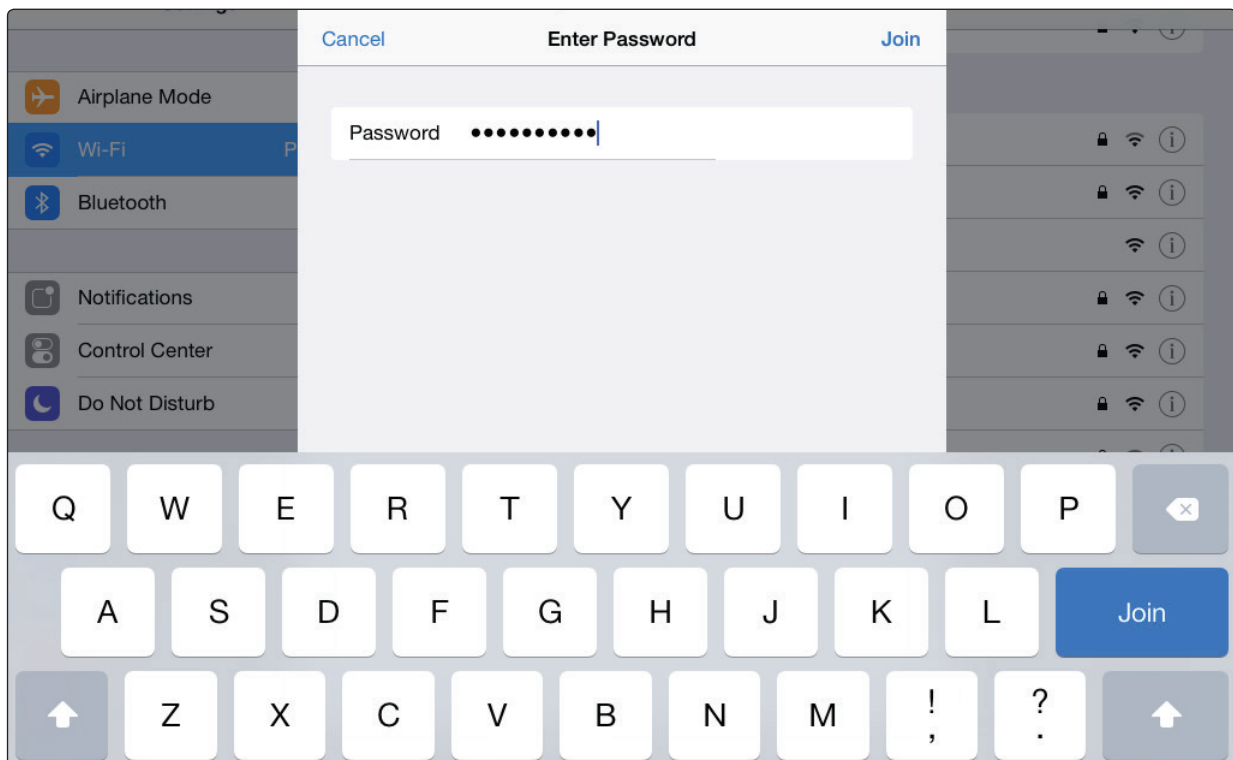 Cancel Enter Password Join
Airplane Mode
Password ••••••••••
Wi-Fi P
Bluetooth
Notifications
Control Center
Do Not Disturb
Q W E R T Y U I O P
A S D F G H J K L Join
Z X C V B N M ! , ? .